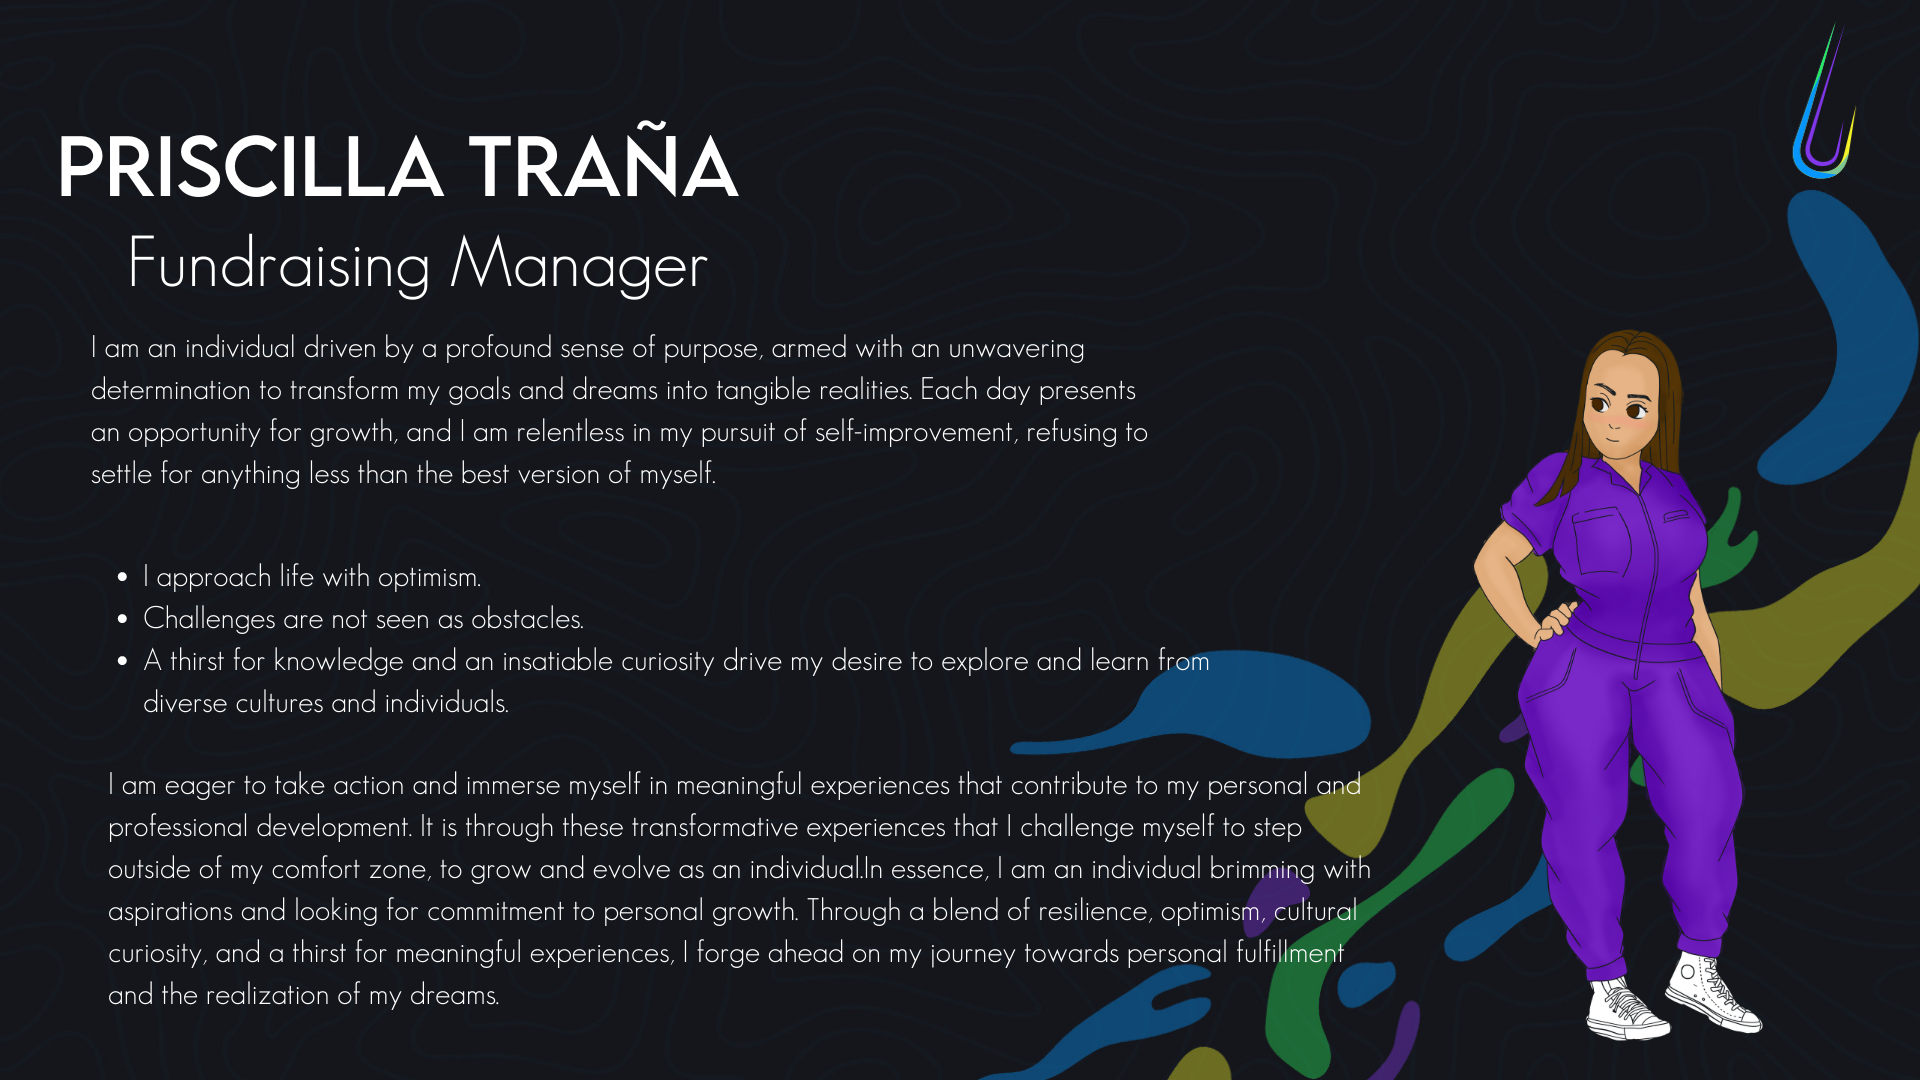 PRISCILLA TRAÑA
Fundraising Manager
I am an individual driven by a profound sense of purpose, armed with an unwavering
determination to transform my goals and dreams into tangible realities. Each day presents
an opportunity for growth, and I am relentless in my pursuit of self-improvement, refusing to
settle for anything less than the best version of myself.
• I approach life with optimism.
• Challenges are not seen as obstacles.
• A thirst for knowledge and an insatiable curiosity drive my desire to explore and learn from
diverse cultures and individuals.
I am eager to take action and immerse myself in meaningful experiences that contribute to my personal and
professional development. It is through these transformative experiences that I challenge myself to step
outside of my comfort zone, to grow and evolve as an individual.In essence, I am an individual brimming with
aspirations and looking for commitment to personal growth. Through a blend of resilience, optimism, cultural
curiosity, and a thirst for meaningful experiences, I forge ahead on my journey towards personal fulfillment
and the realization of my dreams.